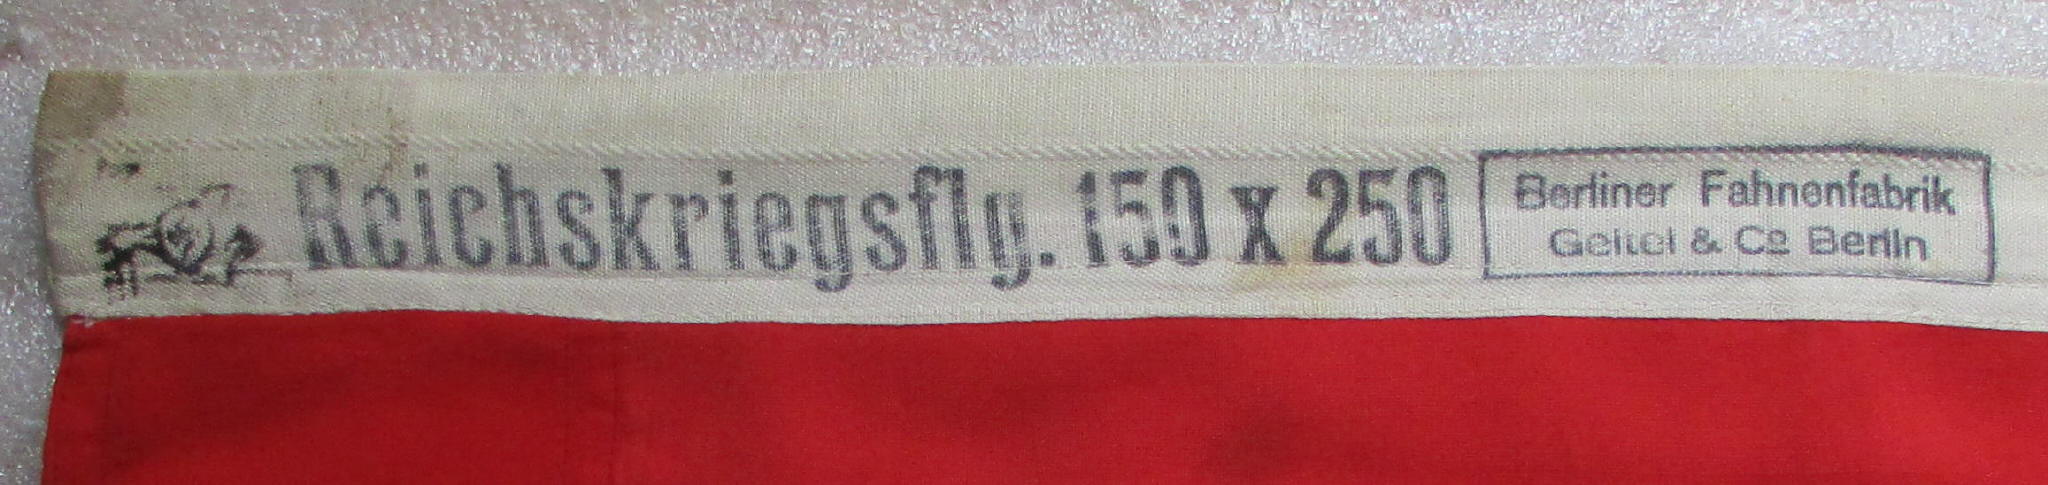 Reichskriegsflg. 150 x 250
Berliner Fahnenfabrik
Geitel & Co Berlin